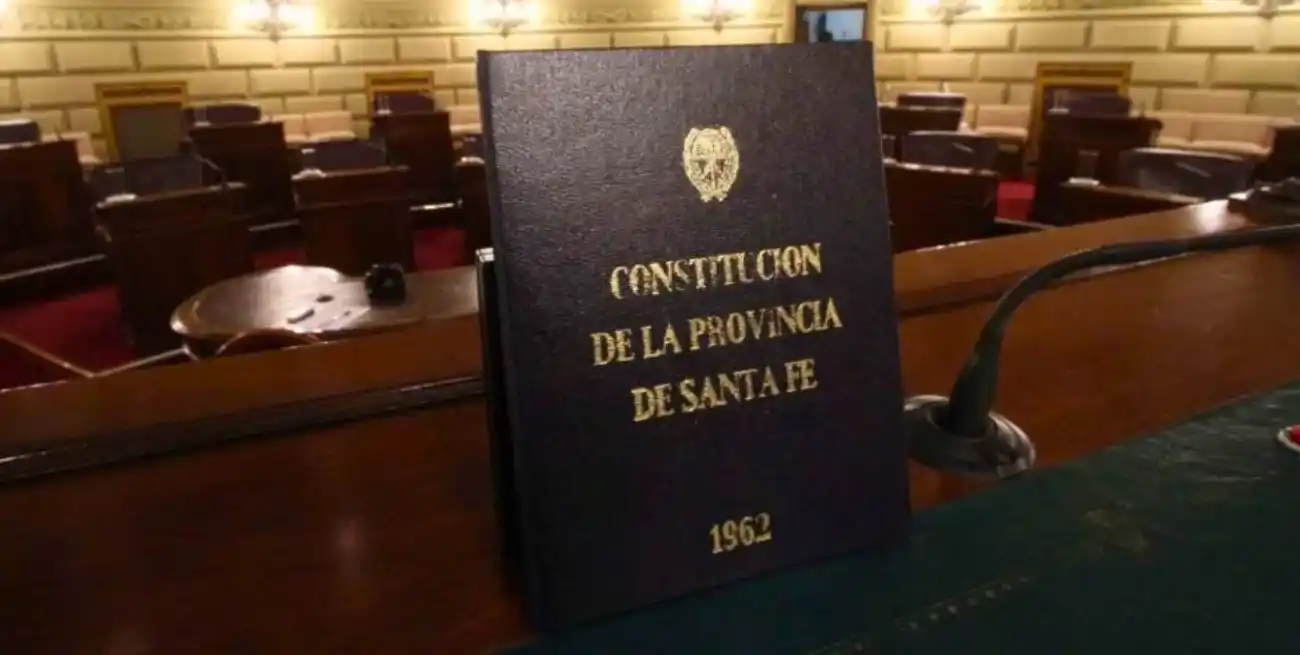 CONSTITUCION
DE LA PROVINCIA
DE SANTA FE
1962